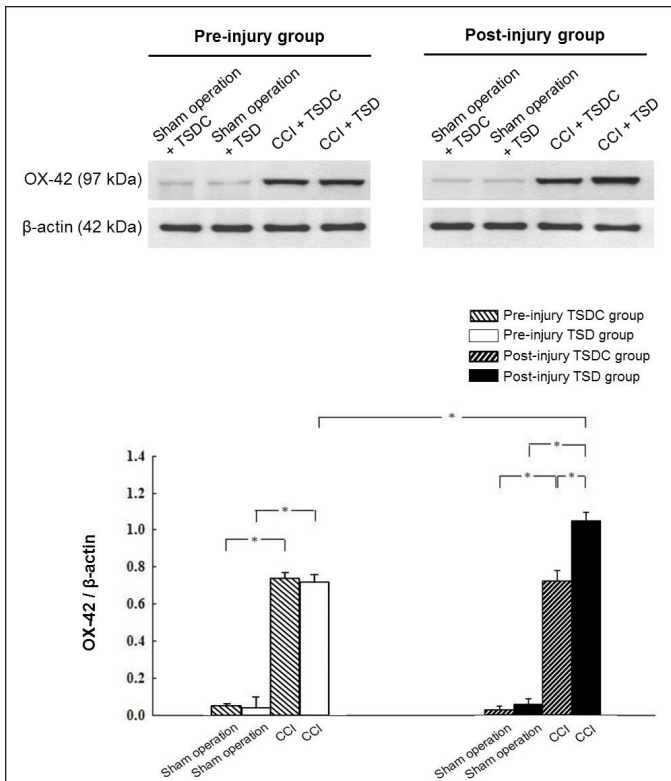 Pre-injury group
Post-injury group
Sham operation
+ TSDC
Sham operation
+ TSD
CCI + TSDC
CCI + TSD
Sham operation
+ TSDC
Sham operation
+ TSD
CCI + TSDC
CCI + TSD
OX-42 (97 kDa)
β-actin (42 kDa)
Pre-injury TSDC group
Pre-injury TSD group
Post-injury TSDC group
Post-injury TSD group
*
*
*
*
*
*
1.4
1.2
1.0
0.8
0.6
0.4
0.2
0.0
OX-42 / β-actin
Sham operation
Sham operation
CCI
CCI
Sham operation
Sham operation
CCI
CCI